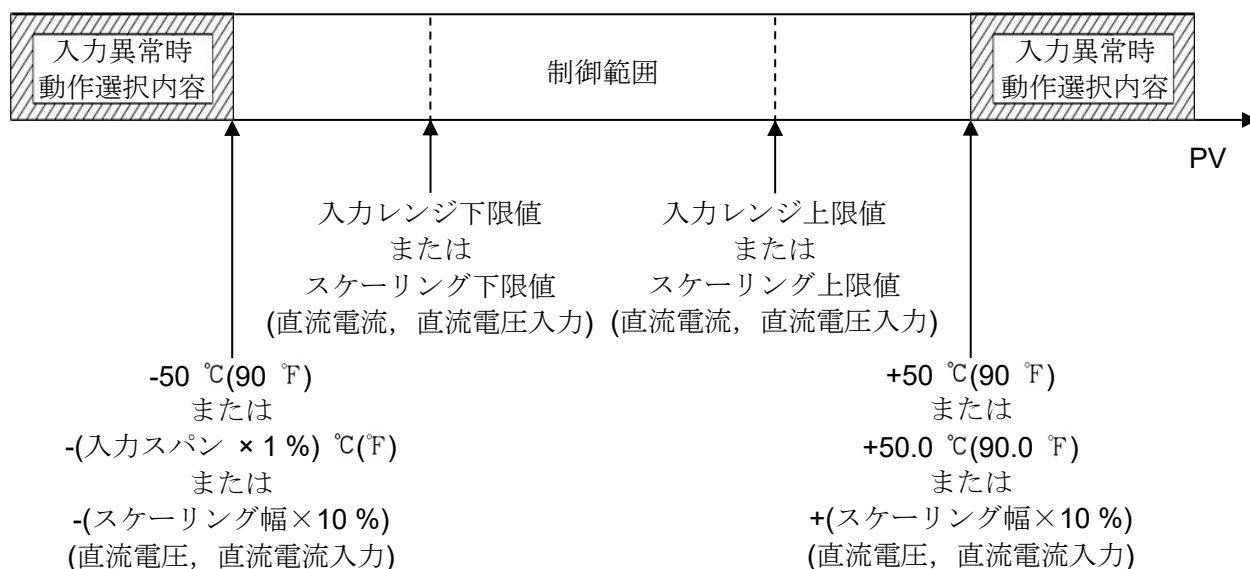 入力異常時
動作選択内容
制御範囲
入力異常時
動作選択内容
PV
入力レンジ下限値
または
スケーリング下限値
(直流電流，直流電圧入力)
入力レンジ上限値
または
スケーリング上限値
(直流電流，直流電圧入力)
-50 ℃(90 ℉)
または
-(入力スパン × 1 %) ℃(℉)
または
-(スケーリング幅×10 %)
(直流電圧，直流電流入力)
+50 ℃(90 ℉)
または
+50.0 ℃(90.0 ℉)
または
+(スケーリング幅×10 %)
(直流電圧，直流電流入力)